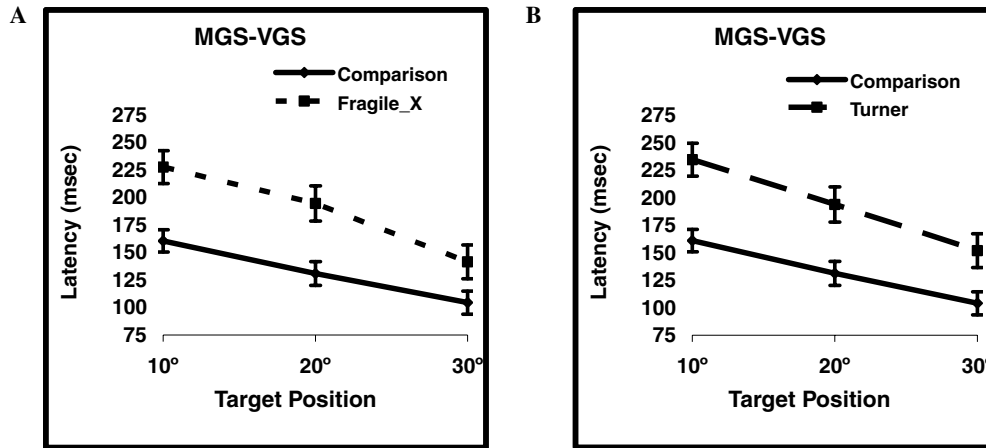 A
MGS-VGS
Comparison
Fragile_X
275
250
225
200
175
150
125
100
75
Latency (msec)
10º
20º
30º
Target Position
B
MGS-VGS
Comparison
Turner
275
250
225
200
175
150
125
100
75
Latency (msec)
10º
20º
30º
Target Position